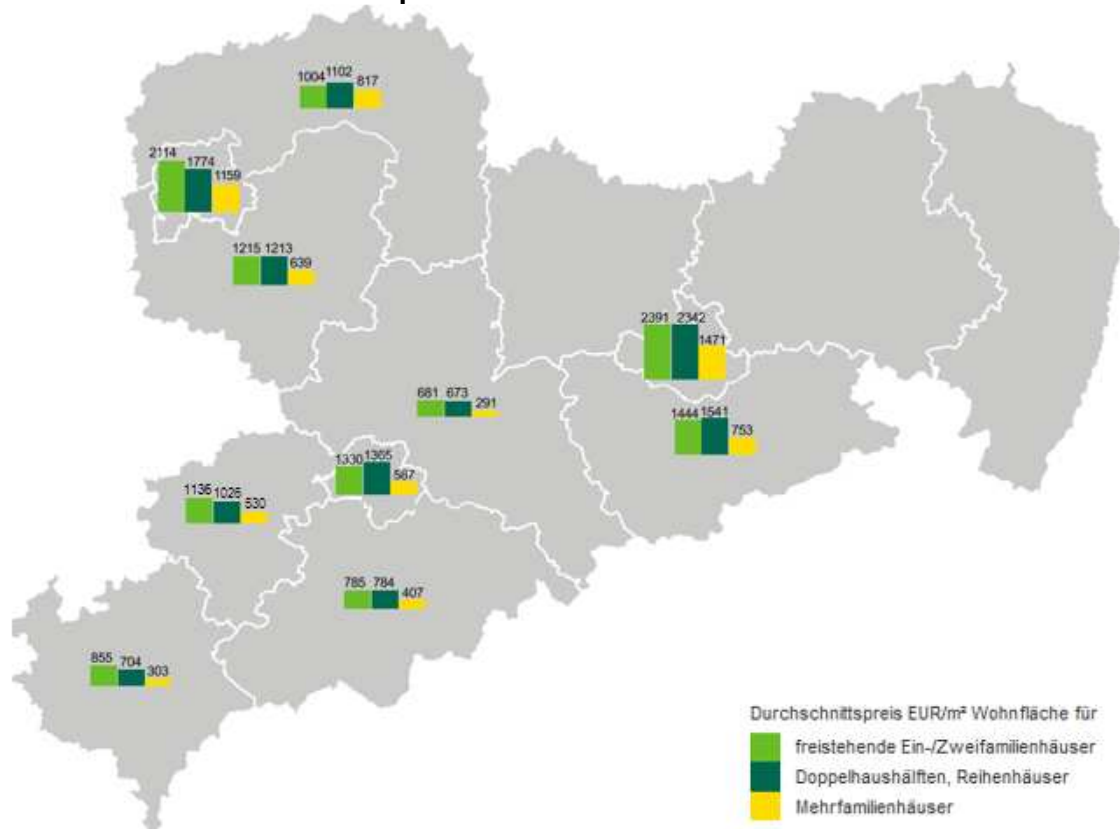 1004 1102 817
2114 1774 1159
1215 1213 639
2391 2342 1471
681 673 291
1444 1541 753
1330 1365 587
1136 1026 530
785 784 407
855 704 303
Durchschnittspreis EUR/m² Wohnfläche für
freistehende Ein-/Zweifamilienhäuser
Doppelhaushälften, Reihenhäuser
Mehrfamilienhäuser